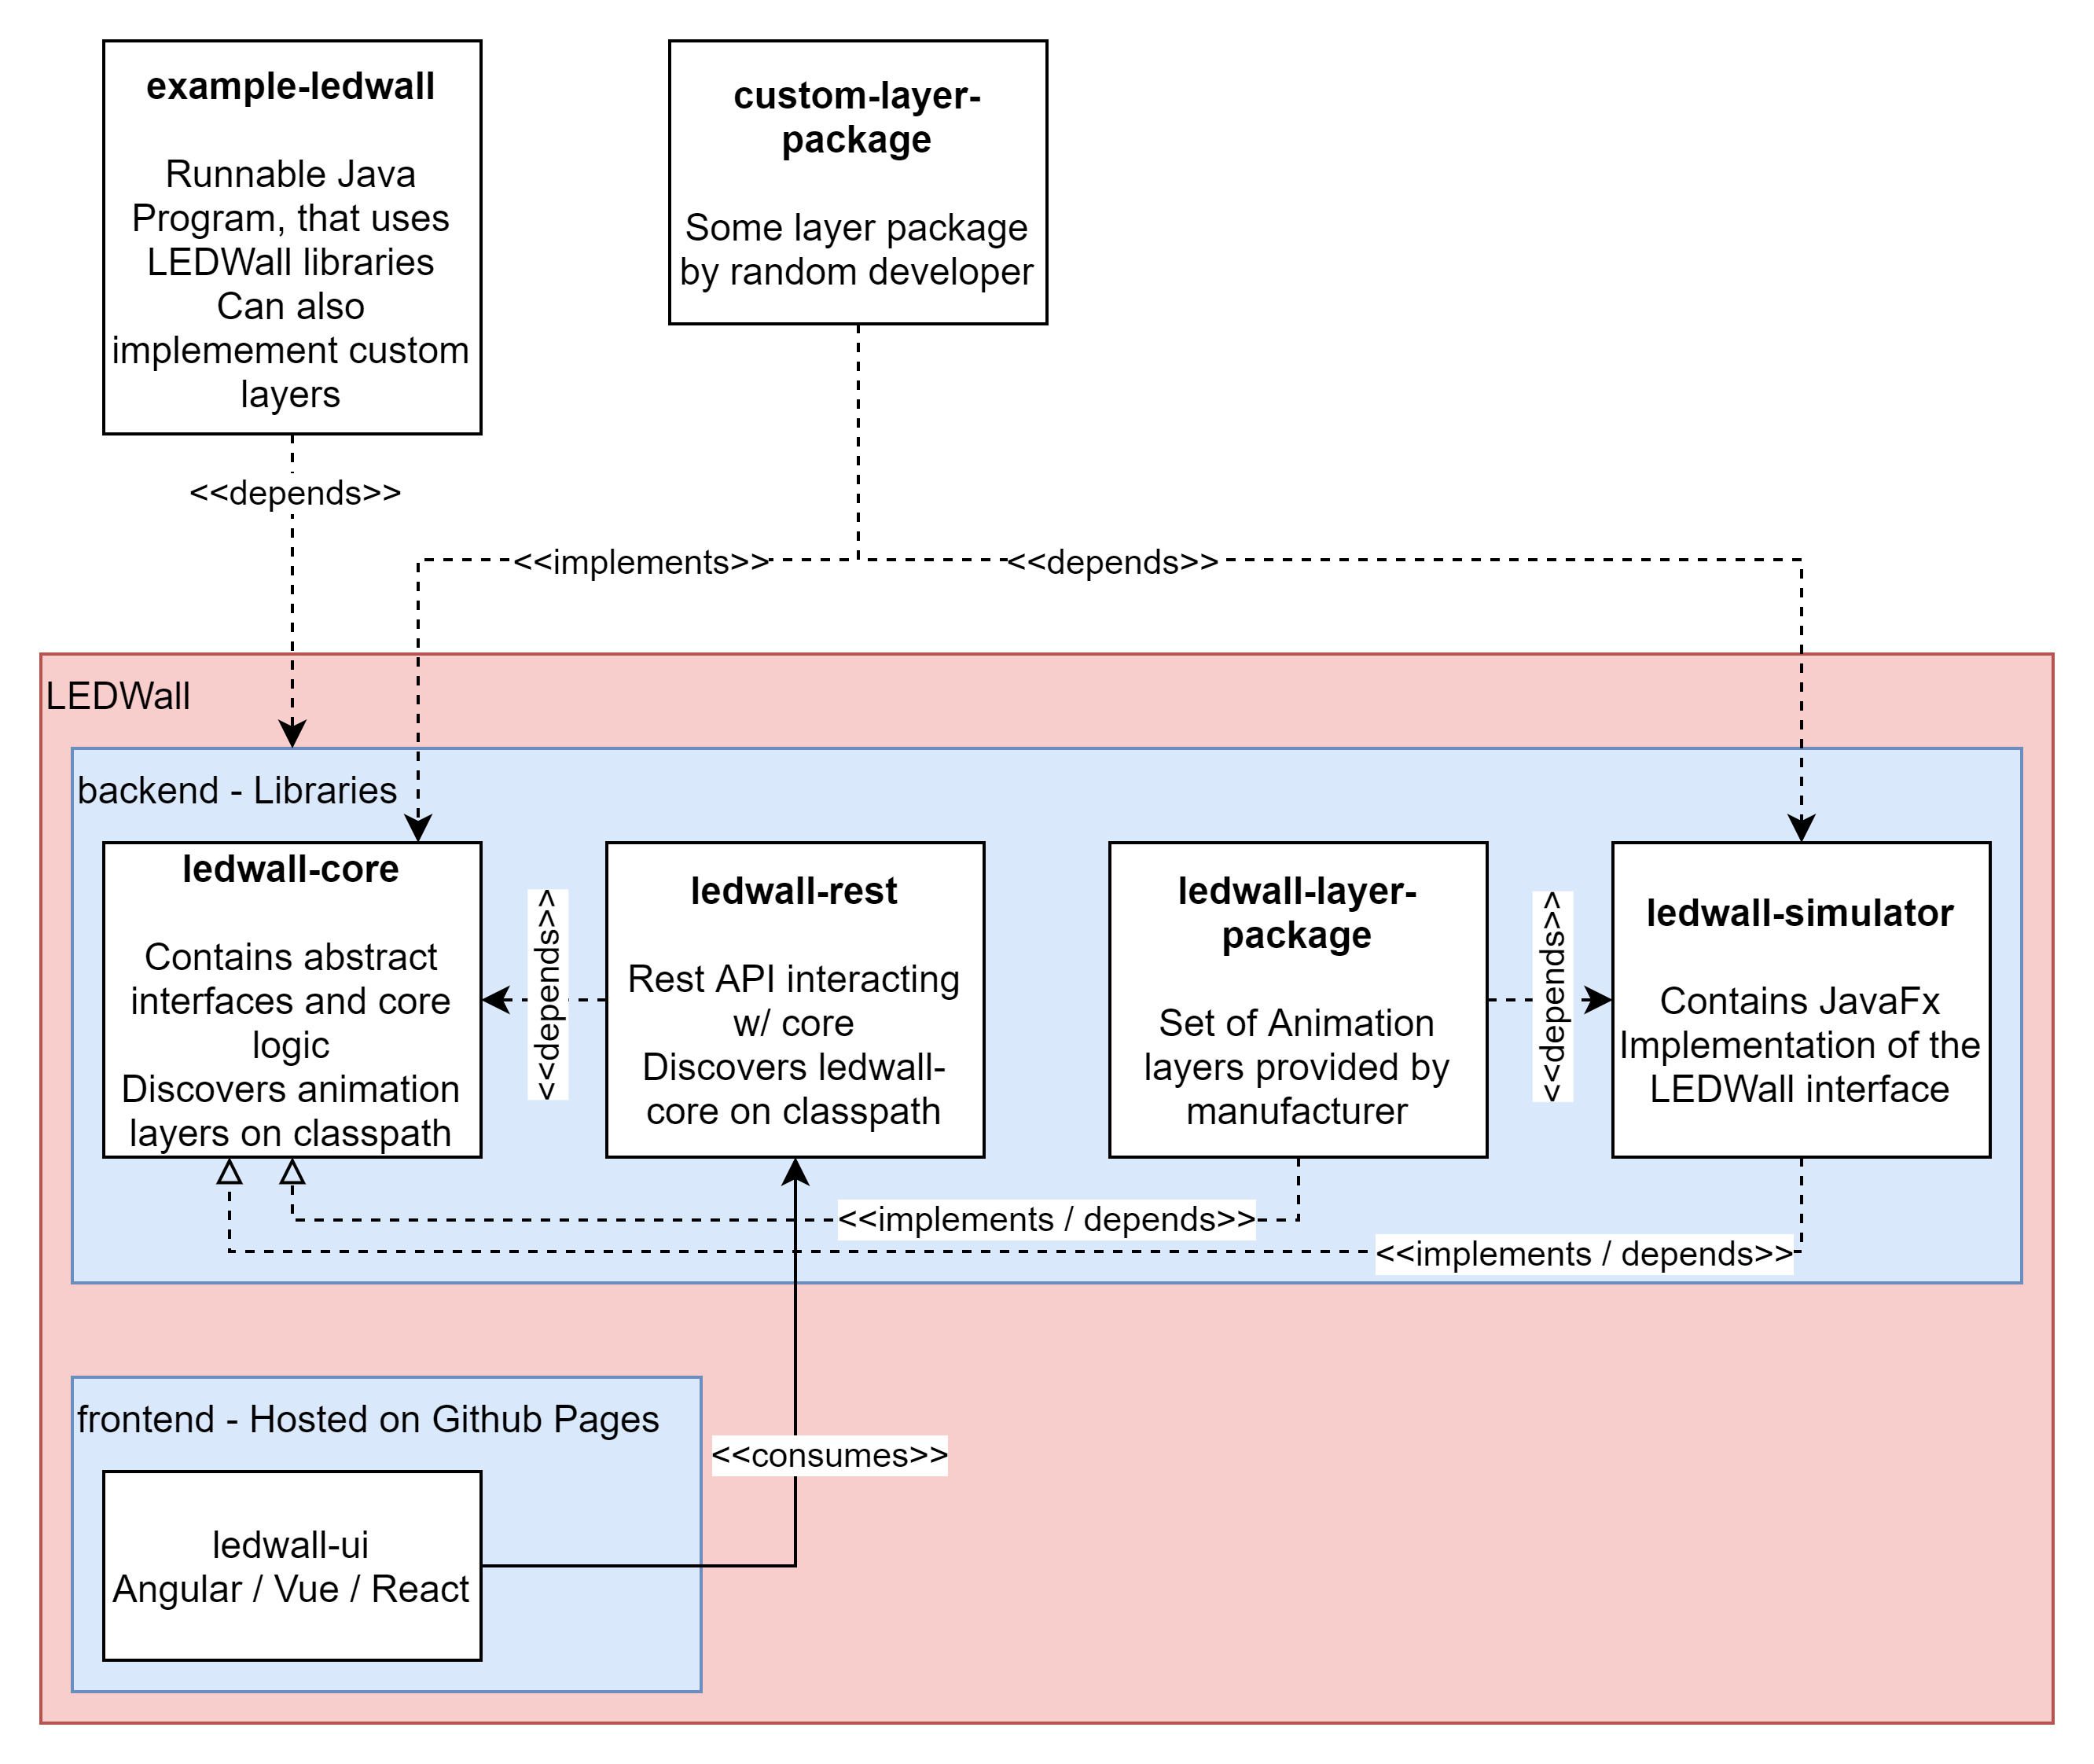 example-ledwall
Runnable Java
Program, that uses
LEDWall libraries
Can also
implemement custom
layers
custom-layer-
package
Some layer package
by random developer
<<depends>>
<<implements>>
<<depends>>
LEDWall
backend - Libraries
ledwall-core
Contains abstract
interfaces and core
logic
Discovers animation
layers on classpath
<<depends>>
ledwall-rest
Rest API interacting
w/ core
Discovers ledwall-
core on classpath
ledwall-layer-
package
Set of Animation
layers provided by
manufacturer
<<depends>>
ledwall-simulator
Contains JavaFx
Implementation of the
LEDWall interface
<<implements / depends>>
<<implements / depends>>
frontend - Hosted on Github Pages
<<consumes>>
ledwall-ui
Angular / Vue / React